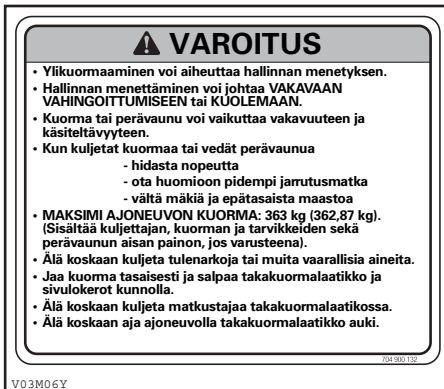 VAROITUS
• Ylikuormaaminen voi aiheuttaa hallinnan menetyksen.
• Hallinnan menettäminen voi johtaa VAKAVAAN
VAHINGOITTUMISEEN tai KUOLEMAAN.
• Kuorma tai perävaunu voi vaikuttaa vakavuuteen ja
käsiteltävyyteen.
• Kun kuljetat kuormaa tai vedät perävaunua
- hidasta nopeutta
- ota huomioon pidempi jarrutusmatka
- vältä mäkiä ja epätasaista maastoa
• MAKSIMI AJONEUVON KUORMA: 363 kg (362,87 kg).
(Sisältää kuljettajan, kuorman ja tarvikkeiden sekä
perävaunun aisan painon, jos varusteena).
• Älä koskaan kuljeta tulenarkoja tai muita vaarallisia aineita.
• Jaa kuorma tasaisesti ja salpaa takakuormalaatikko ja
sivulokerot kunnolla.
• Älä koskaan kuljeta matkustajaa takakuormalaatikossa.
• Älä koskaan aja ajoneuvolla takakuormalaatikko auki.
704 900 132
V03M06Y